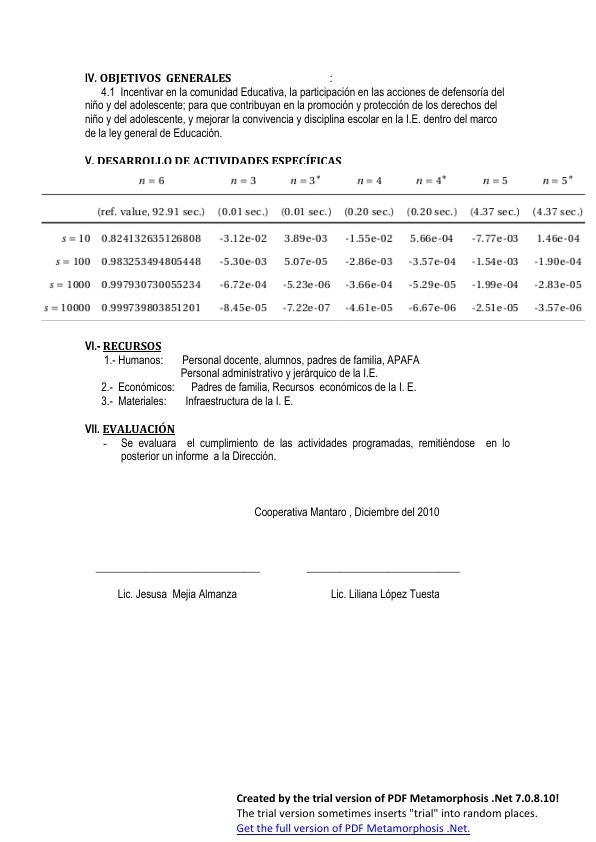 IV. OBJETIVOS GENERALES :
4.1 Incentivar en la comunidad Educativa, la participación en las acciones de defensoría del
niño y del adolescente; para que contribuyan en la promoción y protección de los derechos del
niño y del adolescente, y mejorar la convivencia y disciplina escolar en la I.E. dentro del marco
de la ley general de Educación.
V. DESARROLLO DE ACTIVIDADES ESPECÍFICAS
n = 6 n = 3 n = 3* n = 4 n = 4* n = 5 n = 5*
(ref. value, 92.91 sec.) (0.01 sec.) (0.01 sec.) (0.20 sec.) (0.20 sec.) (4.37 sec.) (4.37 sec.)
s = 10 0.824132635126808 -3.12e-02 3.89e-03 -1.55e-02 5.66e-04 -7.77e-03 1.46e-04
s = 100 0.983253494805448 -5.30e-03 5.07e-05 -2.86e-03 -3.57e-04 -1.54e-03 -1.90e-04
s = 1000 0.997930730055234 -6.72e-04 -5.23e-06 -3.66e-04 -5.29e-05 -1.99e-04 -2.83e-05
s = 10000 0.999739803851201 -8.45e-05 -7.22e-07 -4.61e-05 -6.67e-06 -2.51e-05 -3.57e-06
VI.- RECURSOS
1.- Humanos: Personal docente, alumnos, padres de familia, APAFA
Personal administrativo y jerárquico de la I.E.
2.- Económicos: Padres de familia, Recursos económicos de la I. E.
3.- Materiales: Infraestructura de la I. E.
VII. EVALUACIÓN
- Se evaluara el cumplimiento de las actividades programadas, remitiéndose en lo
posterior un informe a la Dirección.
Cooperativa Mantaro , Diciembre del 2010
Lic. Jesusa Mejia Almanza Lic. Liliana López Tuesta
Created by the trial version of PDF Metamorphosis .Net 7.0.8.10!
The trial version sometimes inserts "trial" into random places.
Get the full version of PDF Metamorphosis .Net.